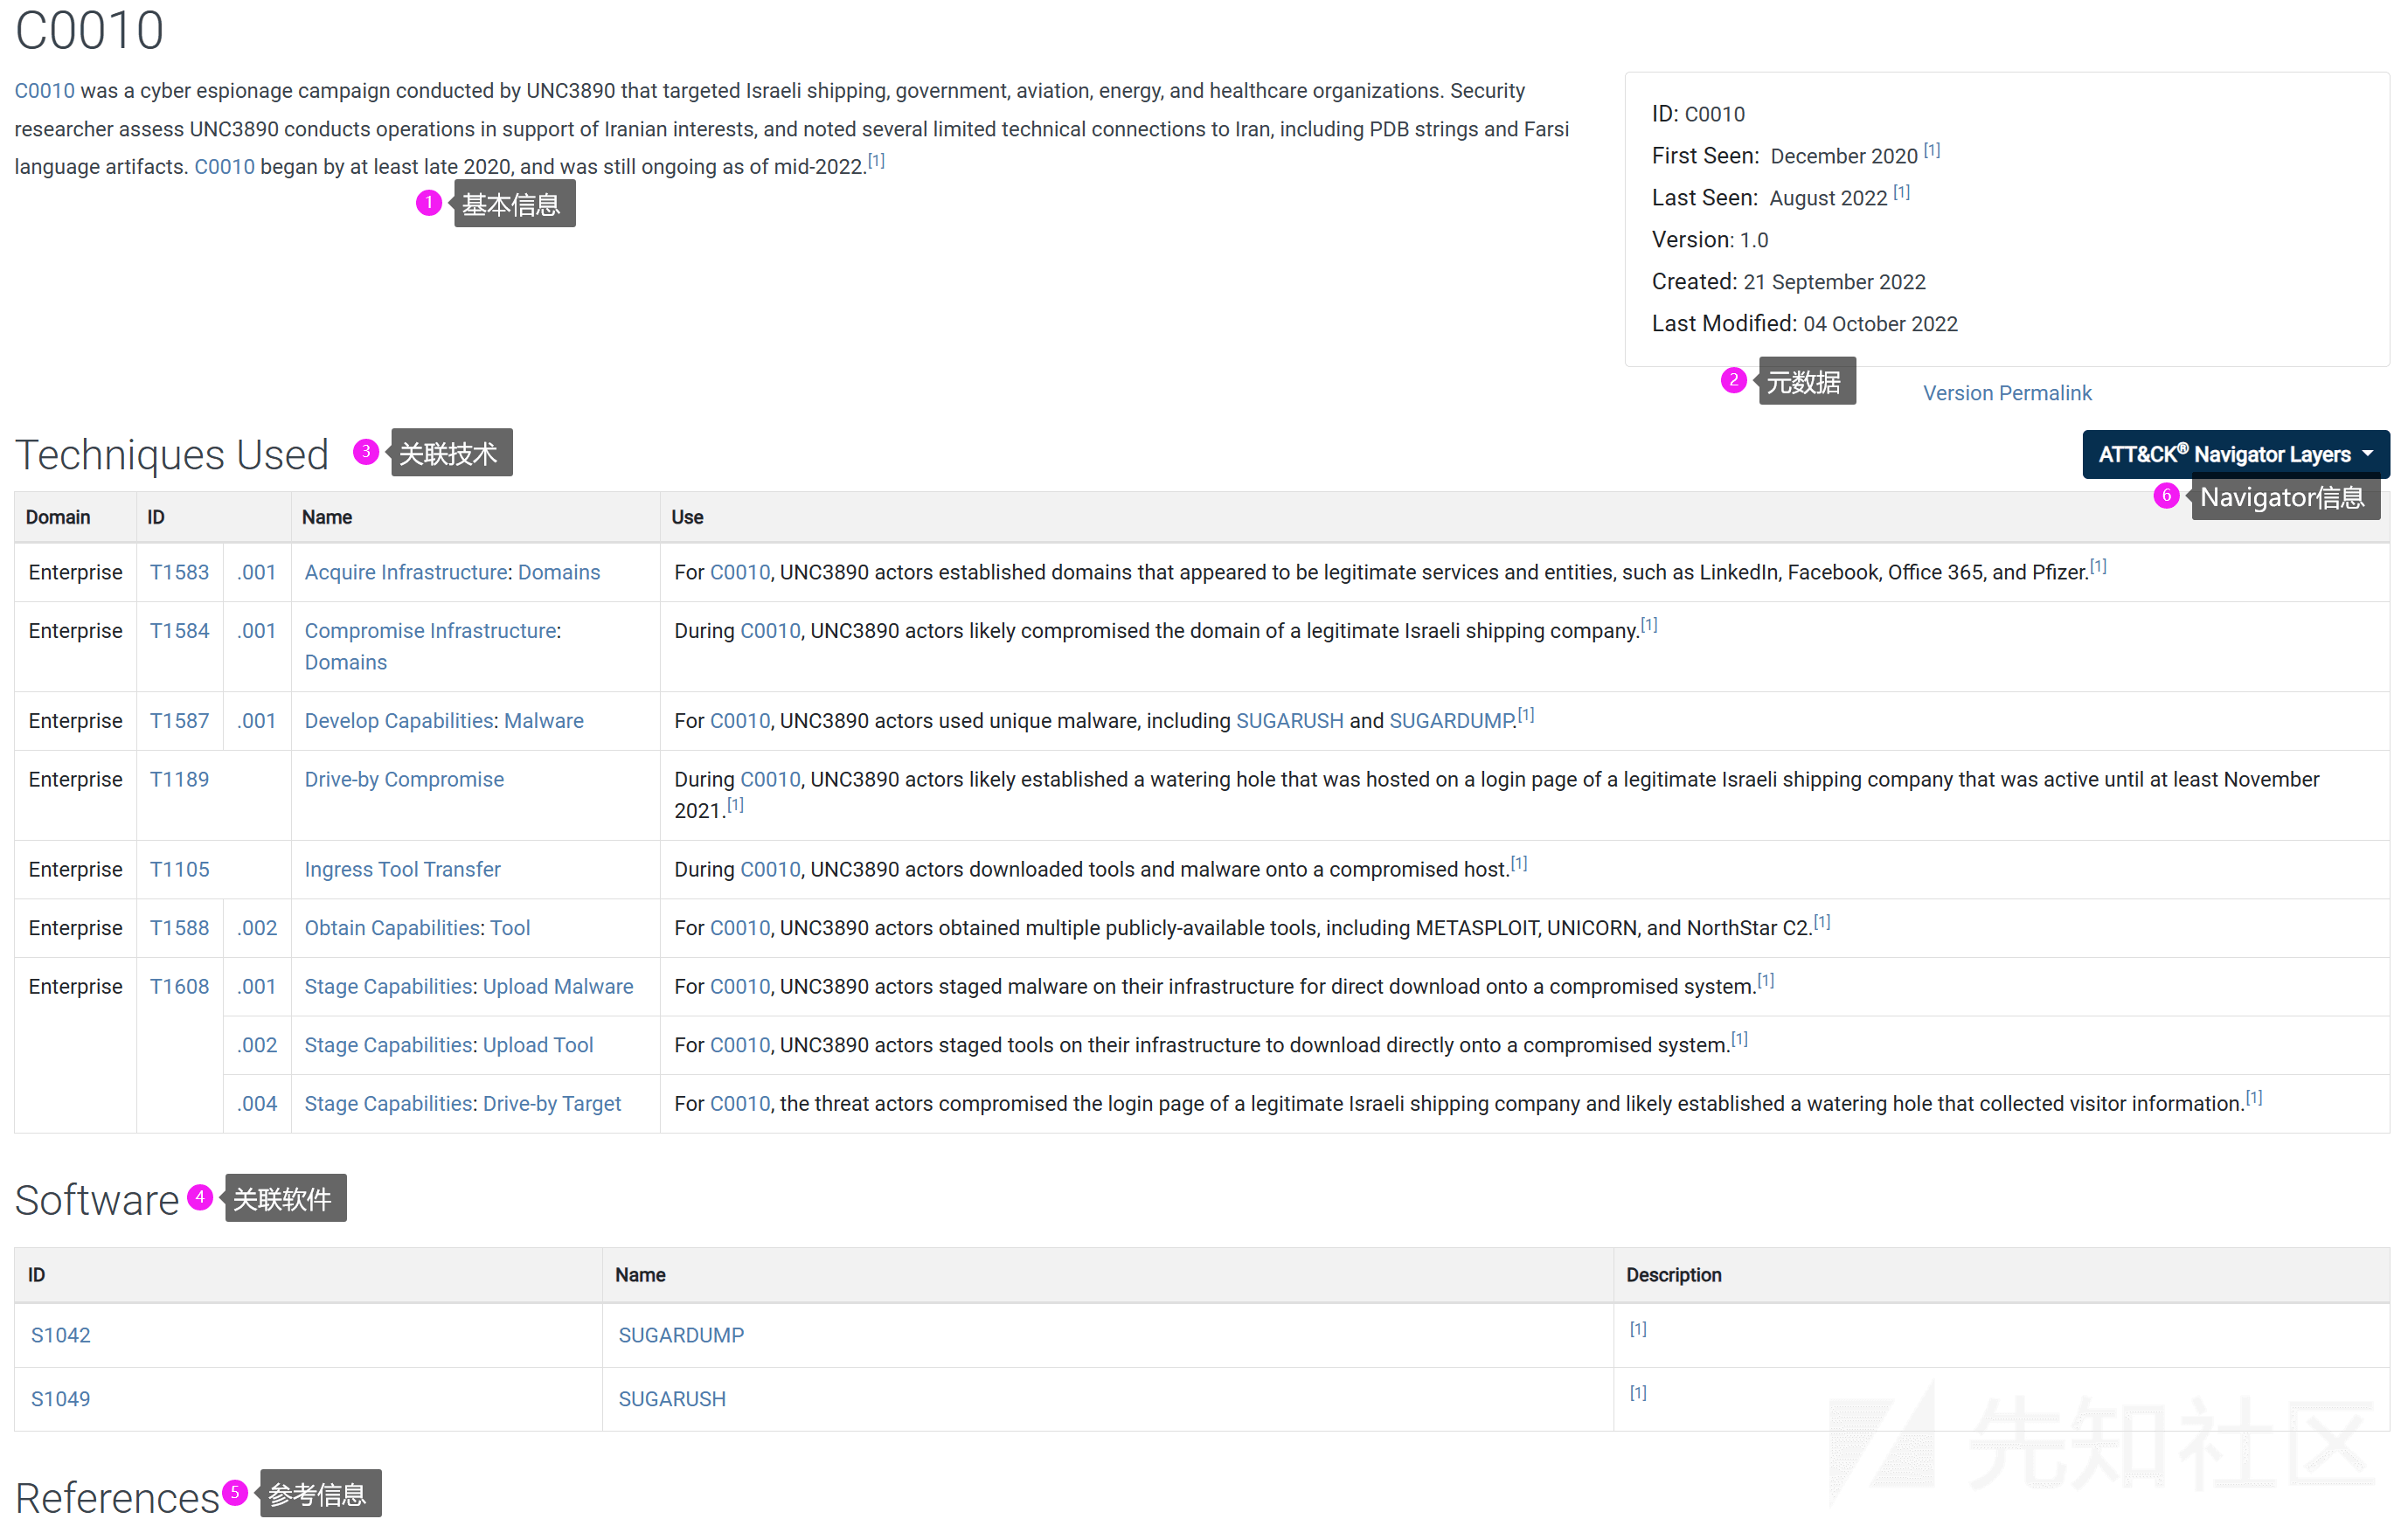 C0010
C0010 was a cyber espionage campaign conducted by UNC3890 that targeted Israeli shipping, government, aviation, energy, and healthcare organizations. Security
researcher assess UNC3890 conducts operations in support of Iranian interests, and noted several limited technical connections to Iran, including PDB strings and Farsi
language artifacts. C0010 began by at least late 2020, and was still ongoing as of mid-2022.[1]
1 基本信息
ID: C0010
First Seen: December 2020 [1]
Last Seen: August 2022 [1]
Version: 1.0
Created: 21 September 2022
Last Modified: 04 October 2022
2 元数据
Version Permalink
Techniques Used 3 关联技术
ATT&CK® Navigator Layers
6 Navigator信息
Domain ID Name Use
Enterprise T1583 .001 Acquire Infrastructure: Domains For C0010, UNC3890 actors established domains that appeared to be legitimate services and entities, such as LinkedIn, Facebook, Office 365, and Pfizer.[1]
Enterprise T1584 .001 Compromise Infrastructure: During C0010, UNC3890 actors likely compromised the domain of a legitimate Israeli shipping company.[1]
Domains
Enterprise T1587 .001 Develop Capabilities: Malware For C0010, UNC3890 actors used unique malware, including SUGARUSH and SUGARDUMP.[1]
Enterprise T1189 Drive-by Compromise During C0010, UNC3890 actors likely established a watering hole that was hosted on a login page of a legitimate Israeli shipping company that was active until at least November
2021.[1]
Enterprise T1105 Ingress Tool Transfer During C0010, UNC3890 actors downloaded tools and malware onto a compromised host.[1]
Enterprise T1588 .002 Obtain Capabilities: Tool For C0010, UNC3890 actors obtained multiple publicly-available tools, including METASPLOIT, UNICORN, and NorthStar C2.[1]
Enterprise T1608 .001 Stage Capabilities: Upload Malware For C0010, UNC3890 actors staged malware on their infrastructure for direct download onto a compromised system.[1]
.002 Stage Capabilities: Upload Tool For C0010, UNC3890 actors staged tools on their infrastructure to download directly onto a compromised system.[1]
.004 Stage Capabilities: Drive-by Target For C0010, the threat actors compromised the login page of a legitimate Israeli shipping company and likely established a watering hole that collected visitor information.[1]
Software 4 关联软件
ID Name Description
S1042 SUGARDUMP [1]
S1049 SUGARUSH [1]
先知社区
References 5 参考信息